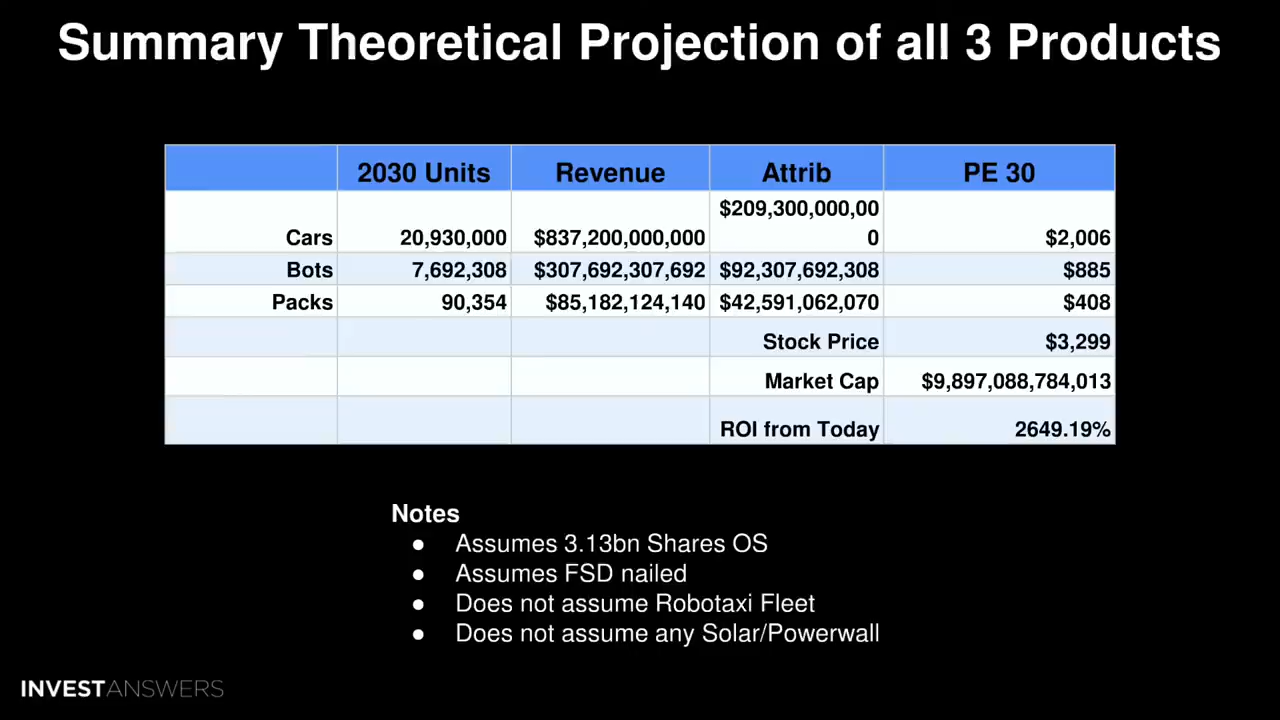 Summary Theoretical Projection of all 3 Products
2030 Units Revenue Attrib PE 30
Cars 20,930,000 $837,200,000,000 $209,300,000,00
0 $2,006
Bots 7,692,308 $307,692,307,692 $92,307,692,308 $885
Packs 90,354 $85,182,124,140 $42,591,062,070 $408
Stock Price $3,299
Market Cap $9,897,088,784,013
ROI from Today 2649.19%
Notes
● Assumes 3.13bn Shares OS
● Assumes FSD nailed
● Does not assume Robotaxi Fleet
● Does not assume any Solar/Powerwall
INVESTANSWERS